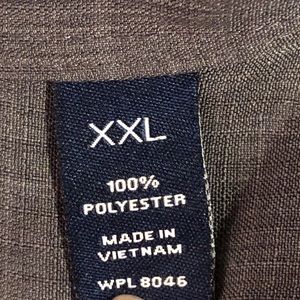 XXL
100%
POLYESTER
MADE IN
VIETNAM
WPL 8046